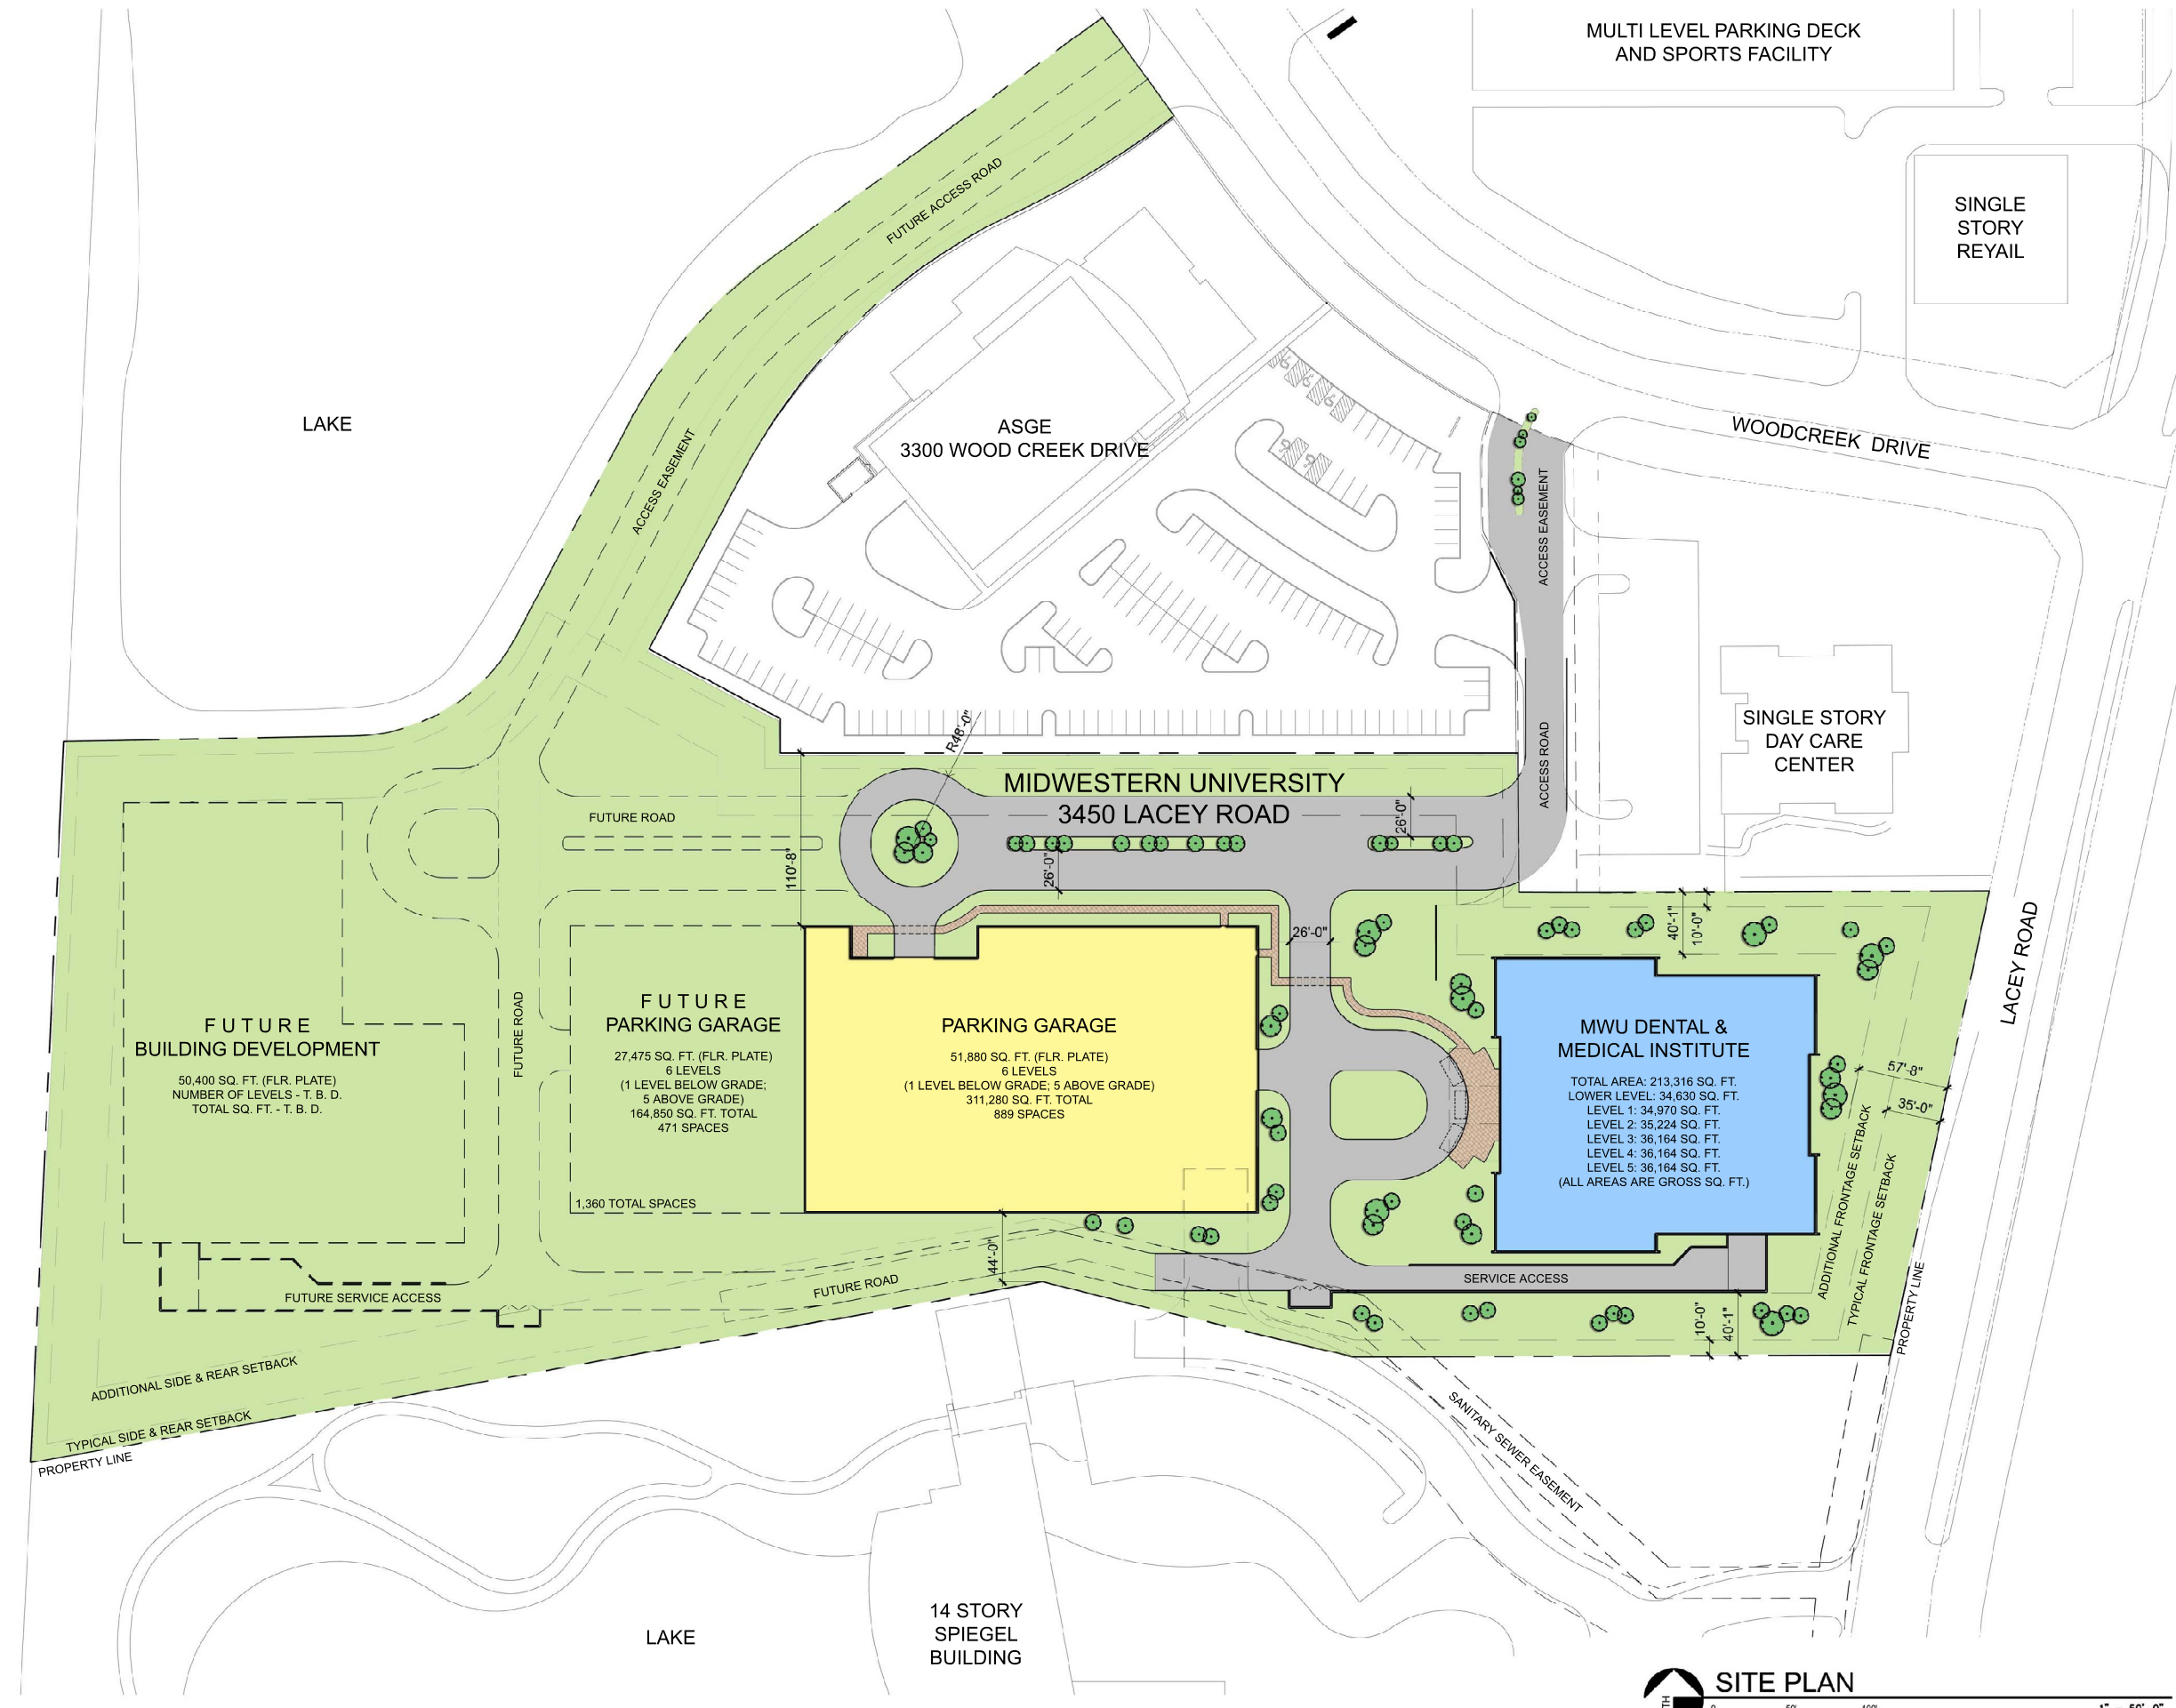 MULTI LEVEL PARKING DECK
AND SPORTS FACILITY
SINGLE
STORY
REYAIL
FUTURE ACCESS ROAD
LAKE
ASGE
3300 WOOD CREEK DRIVE
WOODCREEK DRIVE
ACCESS EASEMENT
ACCESS EASEMENT
ACCESS ROAD
SINGLE STORY
DAY CARE
CENTER
R48'-0"
MIDWESTERN UNIVERSITY
3450 LACEY ROAD
26'-0"
26'-0"
FUTURE ROAD
110'-8"
26'-0"
40'-1"
10'-0"
LACEY ROAD
FUTURE
BUILDING DEVELOPMENT
50,400 SQ. FT. (FLR. PLATE)
NUMBER OF LEVELS - T. B. D.
TOTAL SQ. FT. - T. B. D.
FUTURE ROAD
FUTURE
PARKING GARAGE
27,475 SQ. FT. (FLR. PLATE)
6 LEVELS
(1 LEVEL BELOW GRADE;
5 ABOVE GRADE)
164,850 SQ. FT. TOTAL
471 SPACES
1,360 TOTAL SPACES
PARKING GARAGE
51,880 SQ. FT. (FLR. PLATE)
6 LEVELS
(1 LEVEL BELOW GRADE; 5 ABOVE GRADE)
311,280 SQ. FT. TOTAL
889 SPACES
MWU DENTAL &
MEDICAL INSTITUTE
TOTAL AREA: 213,316 SQ. FT.
LOWER LEVEL: 34,630 SQ. FT.
LEVEL 1: 34,970 SQ. FT.
LEVEL 2: 35,224 SQ. FT.
LEVEL 3: 36,164 SQ. FT.
LEVEL 4: 36,164 SQ. FT.
LEVEL 5: 36,164 SQ. FT.
(ALL AREAS ARE GROSS SQ. FT.)
57'-8"
35'-0"
ADDITIONAL FRONTAGE SETBACK
TYPICAL FRONTAGE SETBACK
PROPERTY LINE
44'-0"
FUTURE ROAD
SERVICE ACCESS
FUTURE SERVICE ACCESS
10'-0"
40'-1"
ADDITIONAL SIDE & REAR SETBACK
TYPICAL SIDE & REAR SETBACK
PROPERTY LINE
SANITARY SEWER EASEMENT
LAKE
14 STORY
SPIEGEL
BUILDING
SITE PLAN